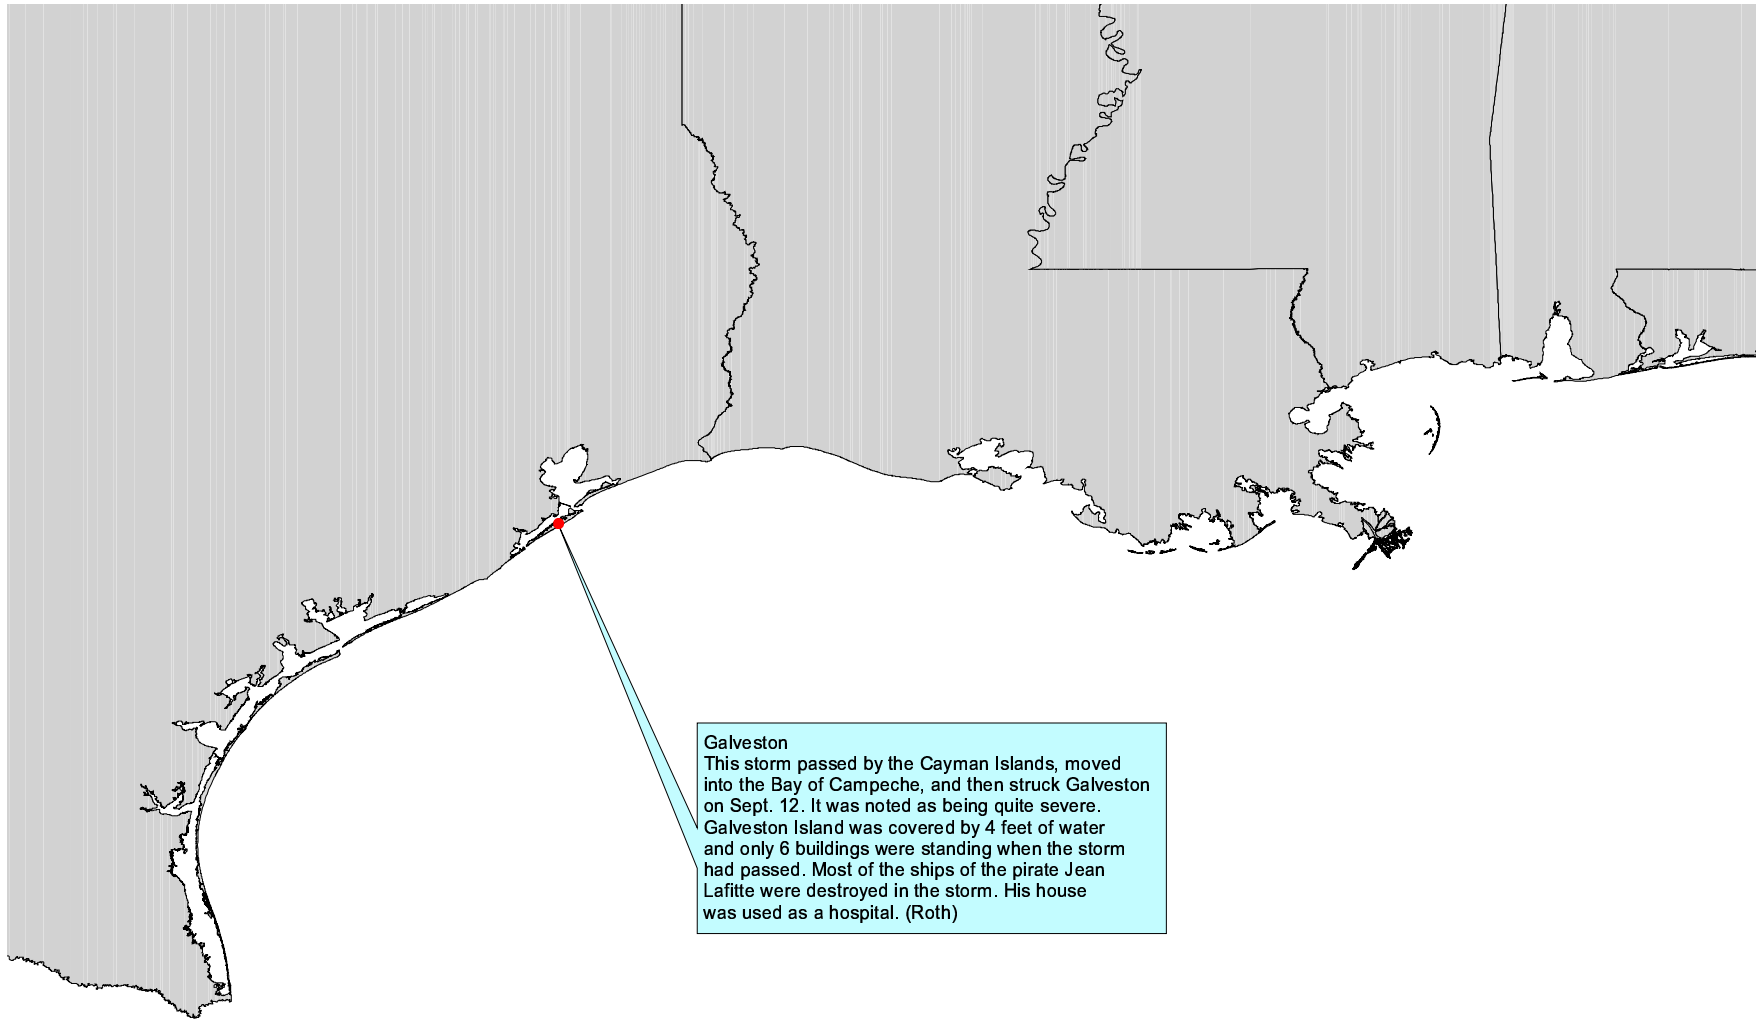 Galveston
This storm passed by the Cayman Islands, moved
into the Bay of Campeche, and then struck Galveston
on Sept. 12. It was noted as being quite severe.
Galveston Island was covered by 4 feet of water
and only 6 buildings were standing when the storm
had passed. Most of the ships of the pirate Jean
Lafitte were destroyed in the storm. His house
was used as a hospital. (Roth)